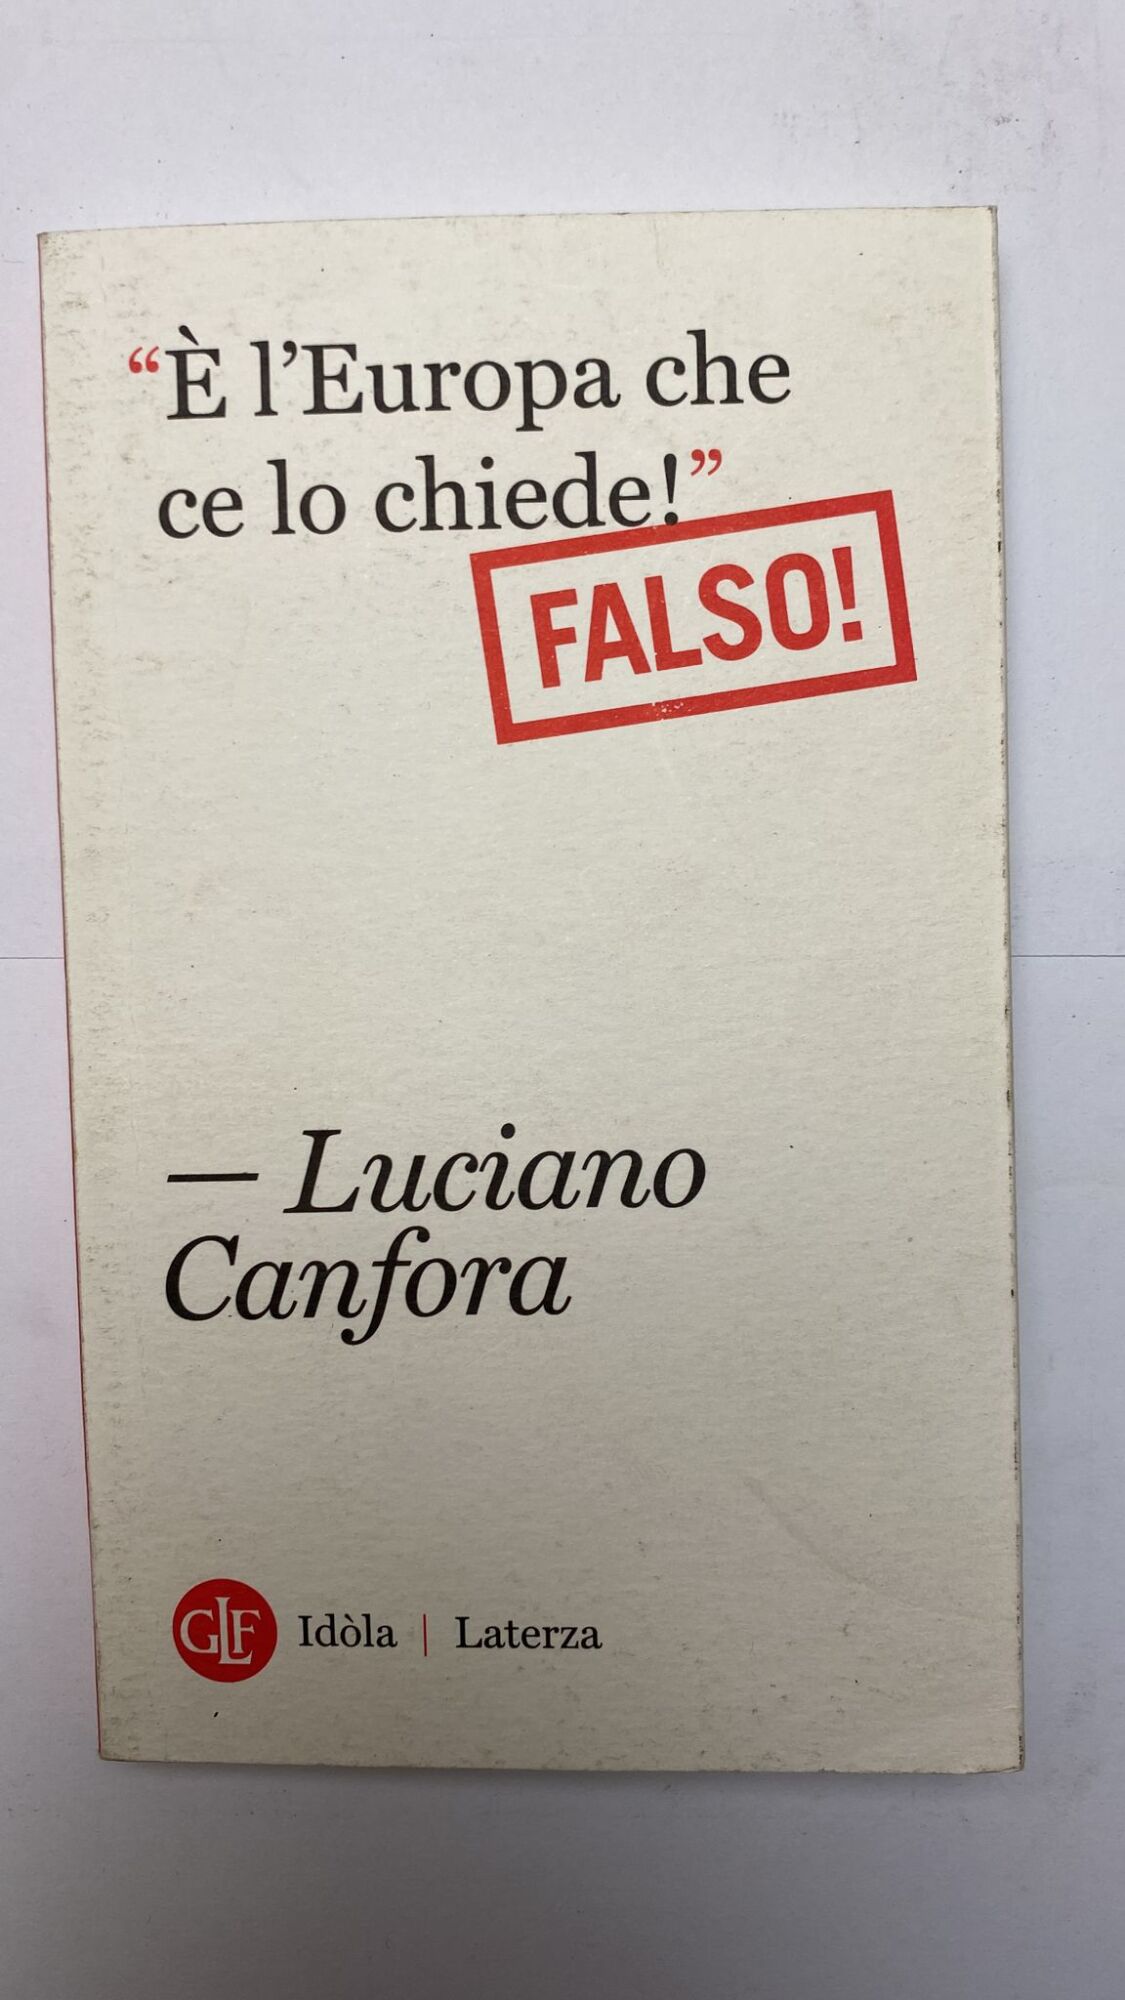 “È l’Europa che
ce lo chiede!”
FALSO!
— Luciano
Canfora
GLF Idòla | Laterza